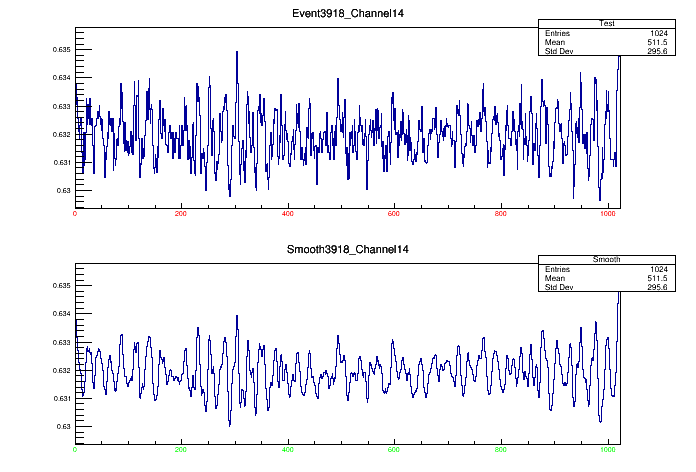 Event3918_Channel14
Test
Entries 1024
Mean 511.5
Std Dev 295.6
0.635
0.634
0.633
0.632
0.631
0.63
0 200 400 600 800 1000
Smooth3918_Channel14
Smooth
Entries 1024
Mean 511.5
Std Dev 295.6
0.635
0.634
0.633
0.632
0.631
0.63
0 200 400 600 800 1000